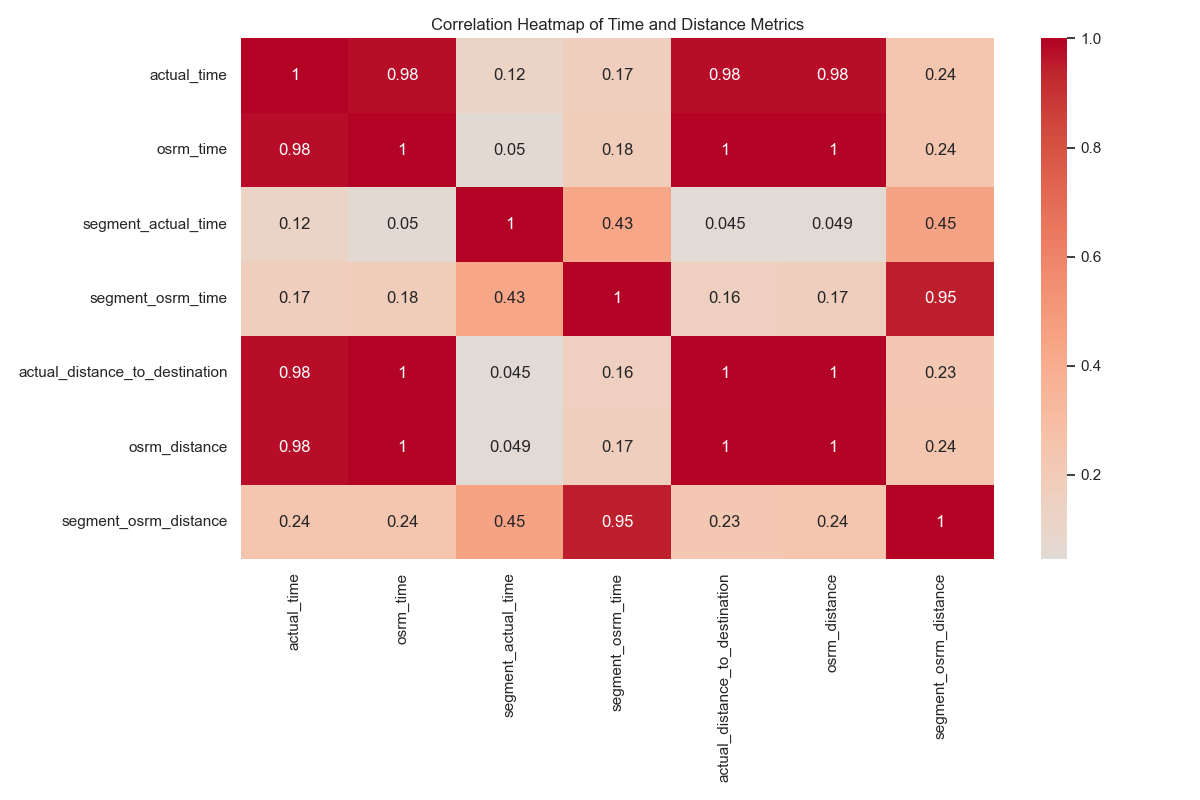 Correlation Heatmap of Time and Distance Metrics
actual_time 1 0.98 0.12 0.17 0.98 0.98 0.24
osrm_time 0.98 1 0.05 0.18 1 1 0.24
segment_actual_time 0.12 0.05 1 0.43 0.045 0.049 0.45
segment_osrm_time 0.17 0.18 0.43 1 0.16 0.17 0.95
actual_distance_to_destination 0.98 1 0.045 0.16 1 1 0.23
osrm_distance 0.98 1 0.049 0.17 1 1 0.24
segment_osrm_distance 0.24 0.24 0.45 0.95 0.23 0.24 1
actual_time
osrm_time
segment_actual_time
segment_osrm_time
actual_distance_to_destination
osrm_distance
segment_osrm_distance
1.0
0.8
0.6
0.4
0.2